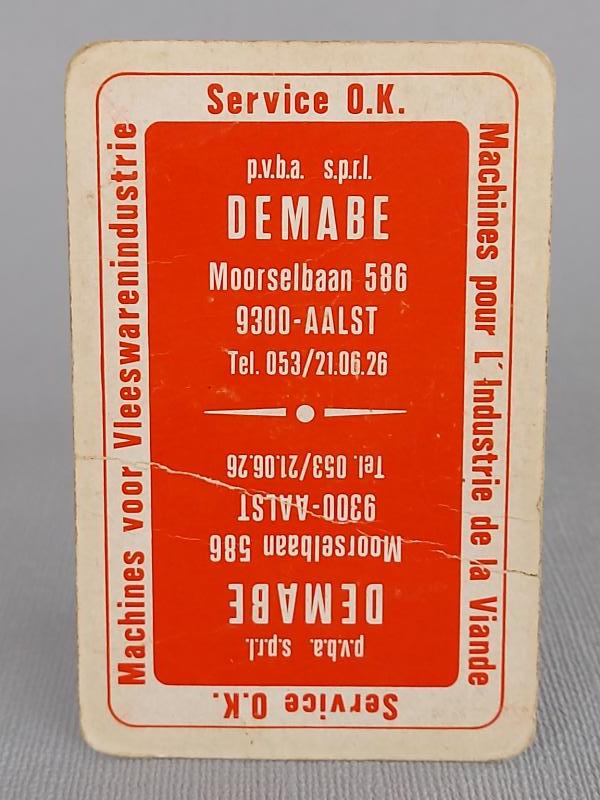 Service O.K.
p.v.b.a. s.p.r.l.
DEMABE
Moorselbaan 586
9300-AALST
Tel. 053/21.06.26
Tel. 053/21.06.26
9300-AALST
Moorselbaan 586
DEMABE
p.v.b.a. s.p.r.l.
Service O.K.
Machines voor Vleeswarenindustrie
Machines pour L'Industrie de la Viande